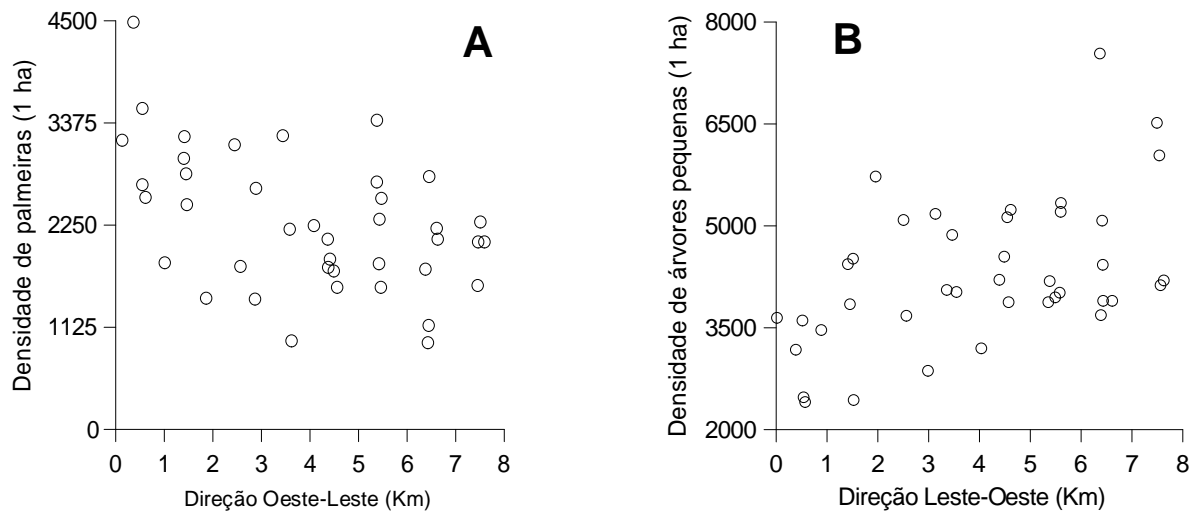 A
Densidade de palmeiras (1 ha)
4500
3375
2250
1125
0
0 1 2 3 4 5 6 7 8
Direção Oeste-Leste (Km)
B
Densidade de árvores pequenas (1 ha)
8000
6500
5000
3500
2000
0 1 2 3 4 5 6 7 8
Direção Leste-Oeste (Km)